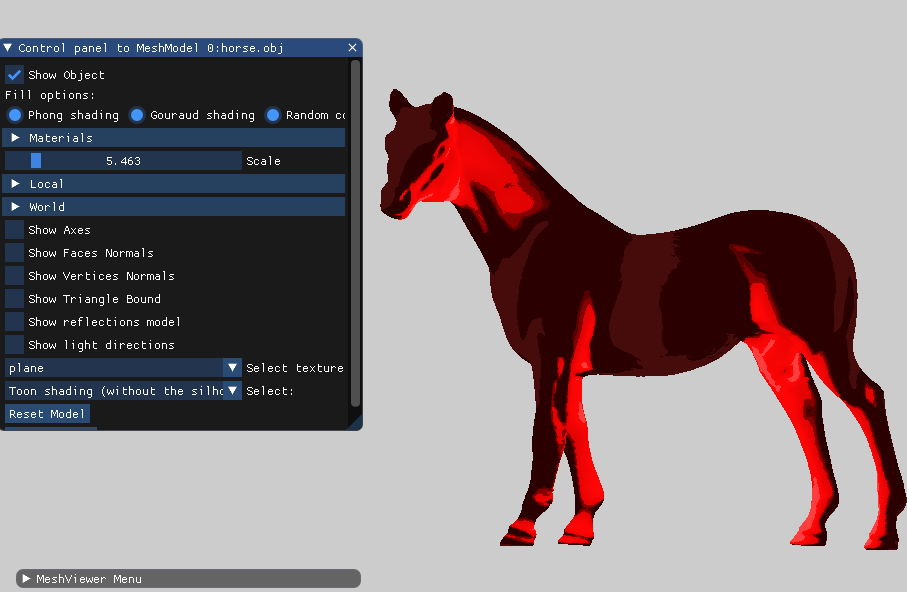 Control panel to MeshModel 0:horse.obj
Show Object
Fill options:
Phong shading Gouraud shading Random
Materials
5.463 Scale
Local
World
Show Axes
Show Faces Normals
Show Vertices Normals
Show Triangle Bound
Show reflections model
Show light directions
plane Select texture
Toon shading (without the Select:
Reset Model
MeshViewer Menu